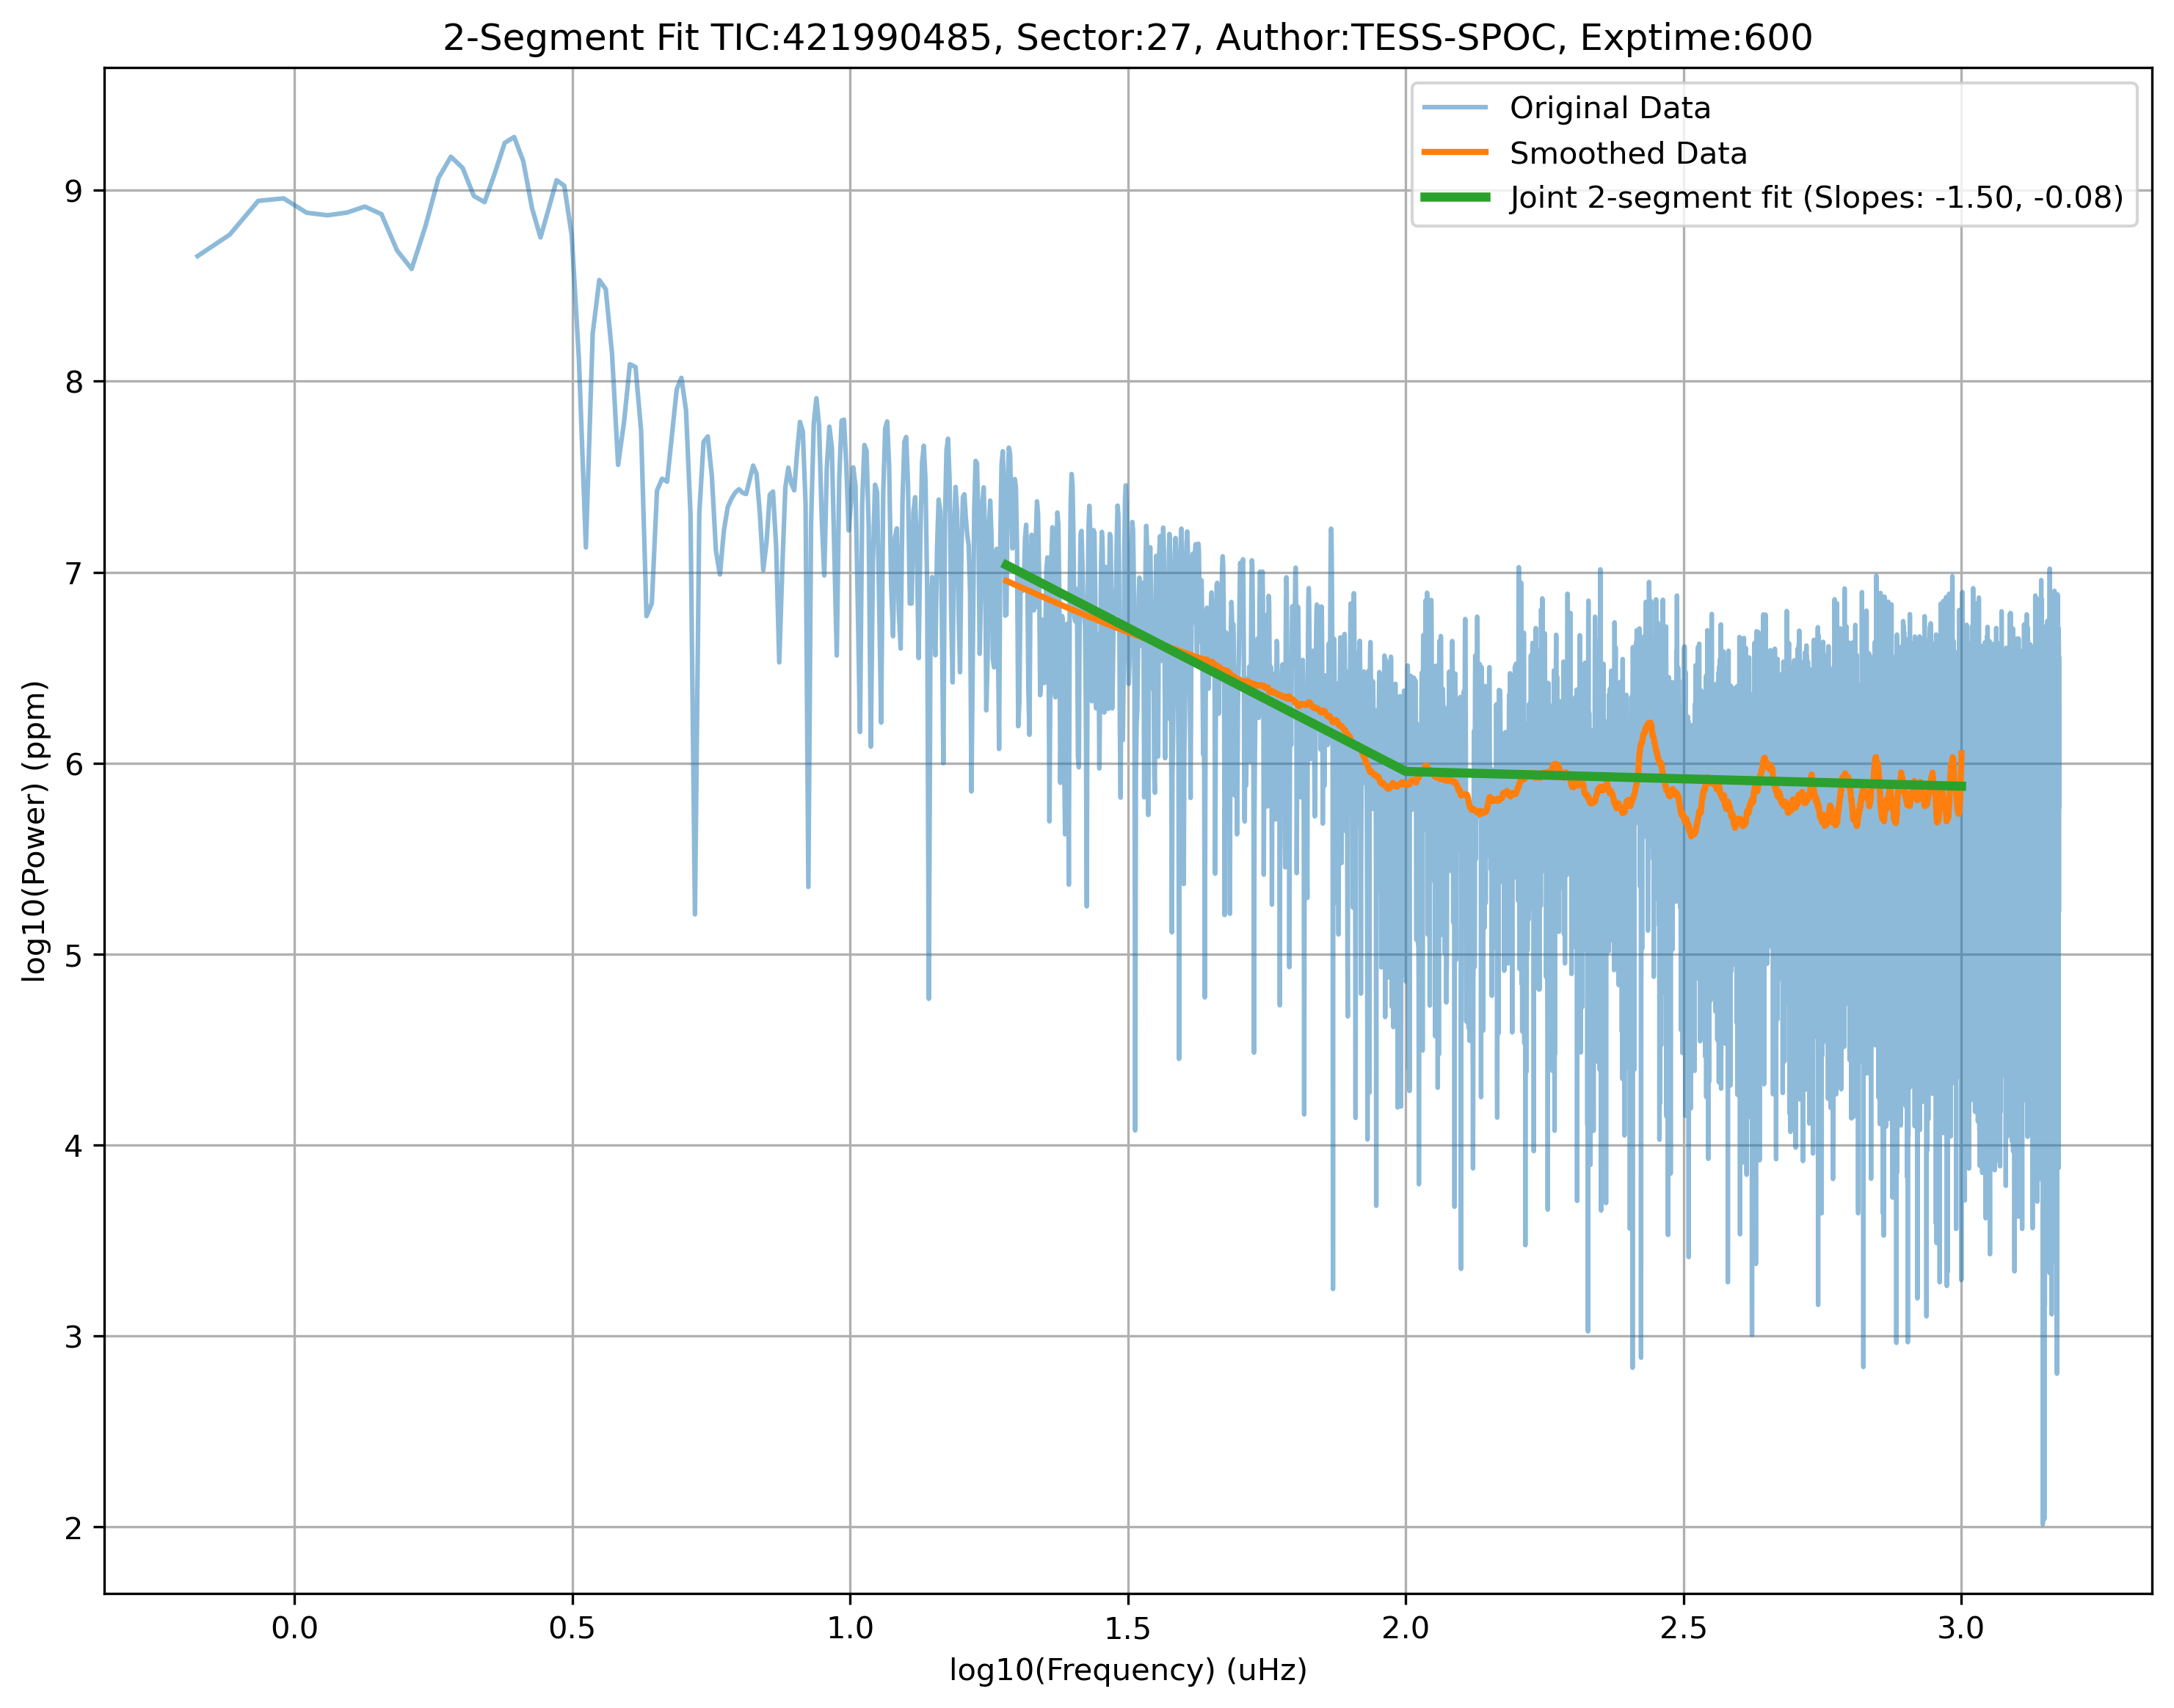 2-Segment Fit TIC:421990485, Sector:27, Author:TESS-SPOC, Exptime:600
Original Data
Smoothed Data
Joint 2-segment fit (Slopes: -1.50, -0.08)
log10(Power) (ppm)
9
8
7
6
5
4
3
2
0.0 0.5 1.0 1.5 2.0 2.5 3.0
log10(Frequency) (uHz)